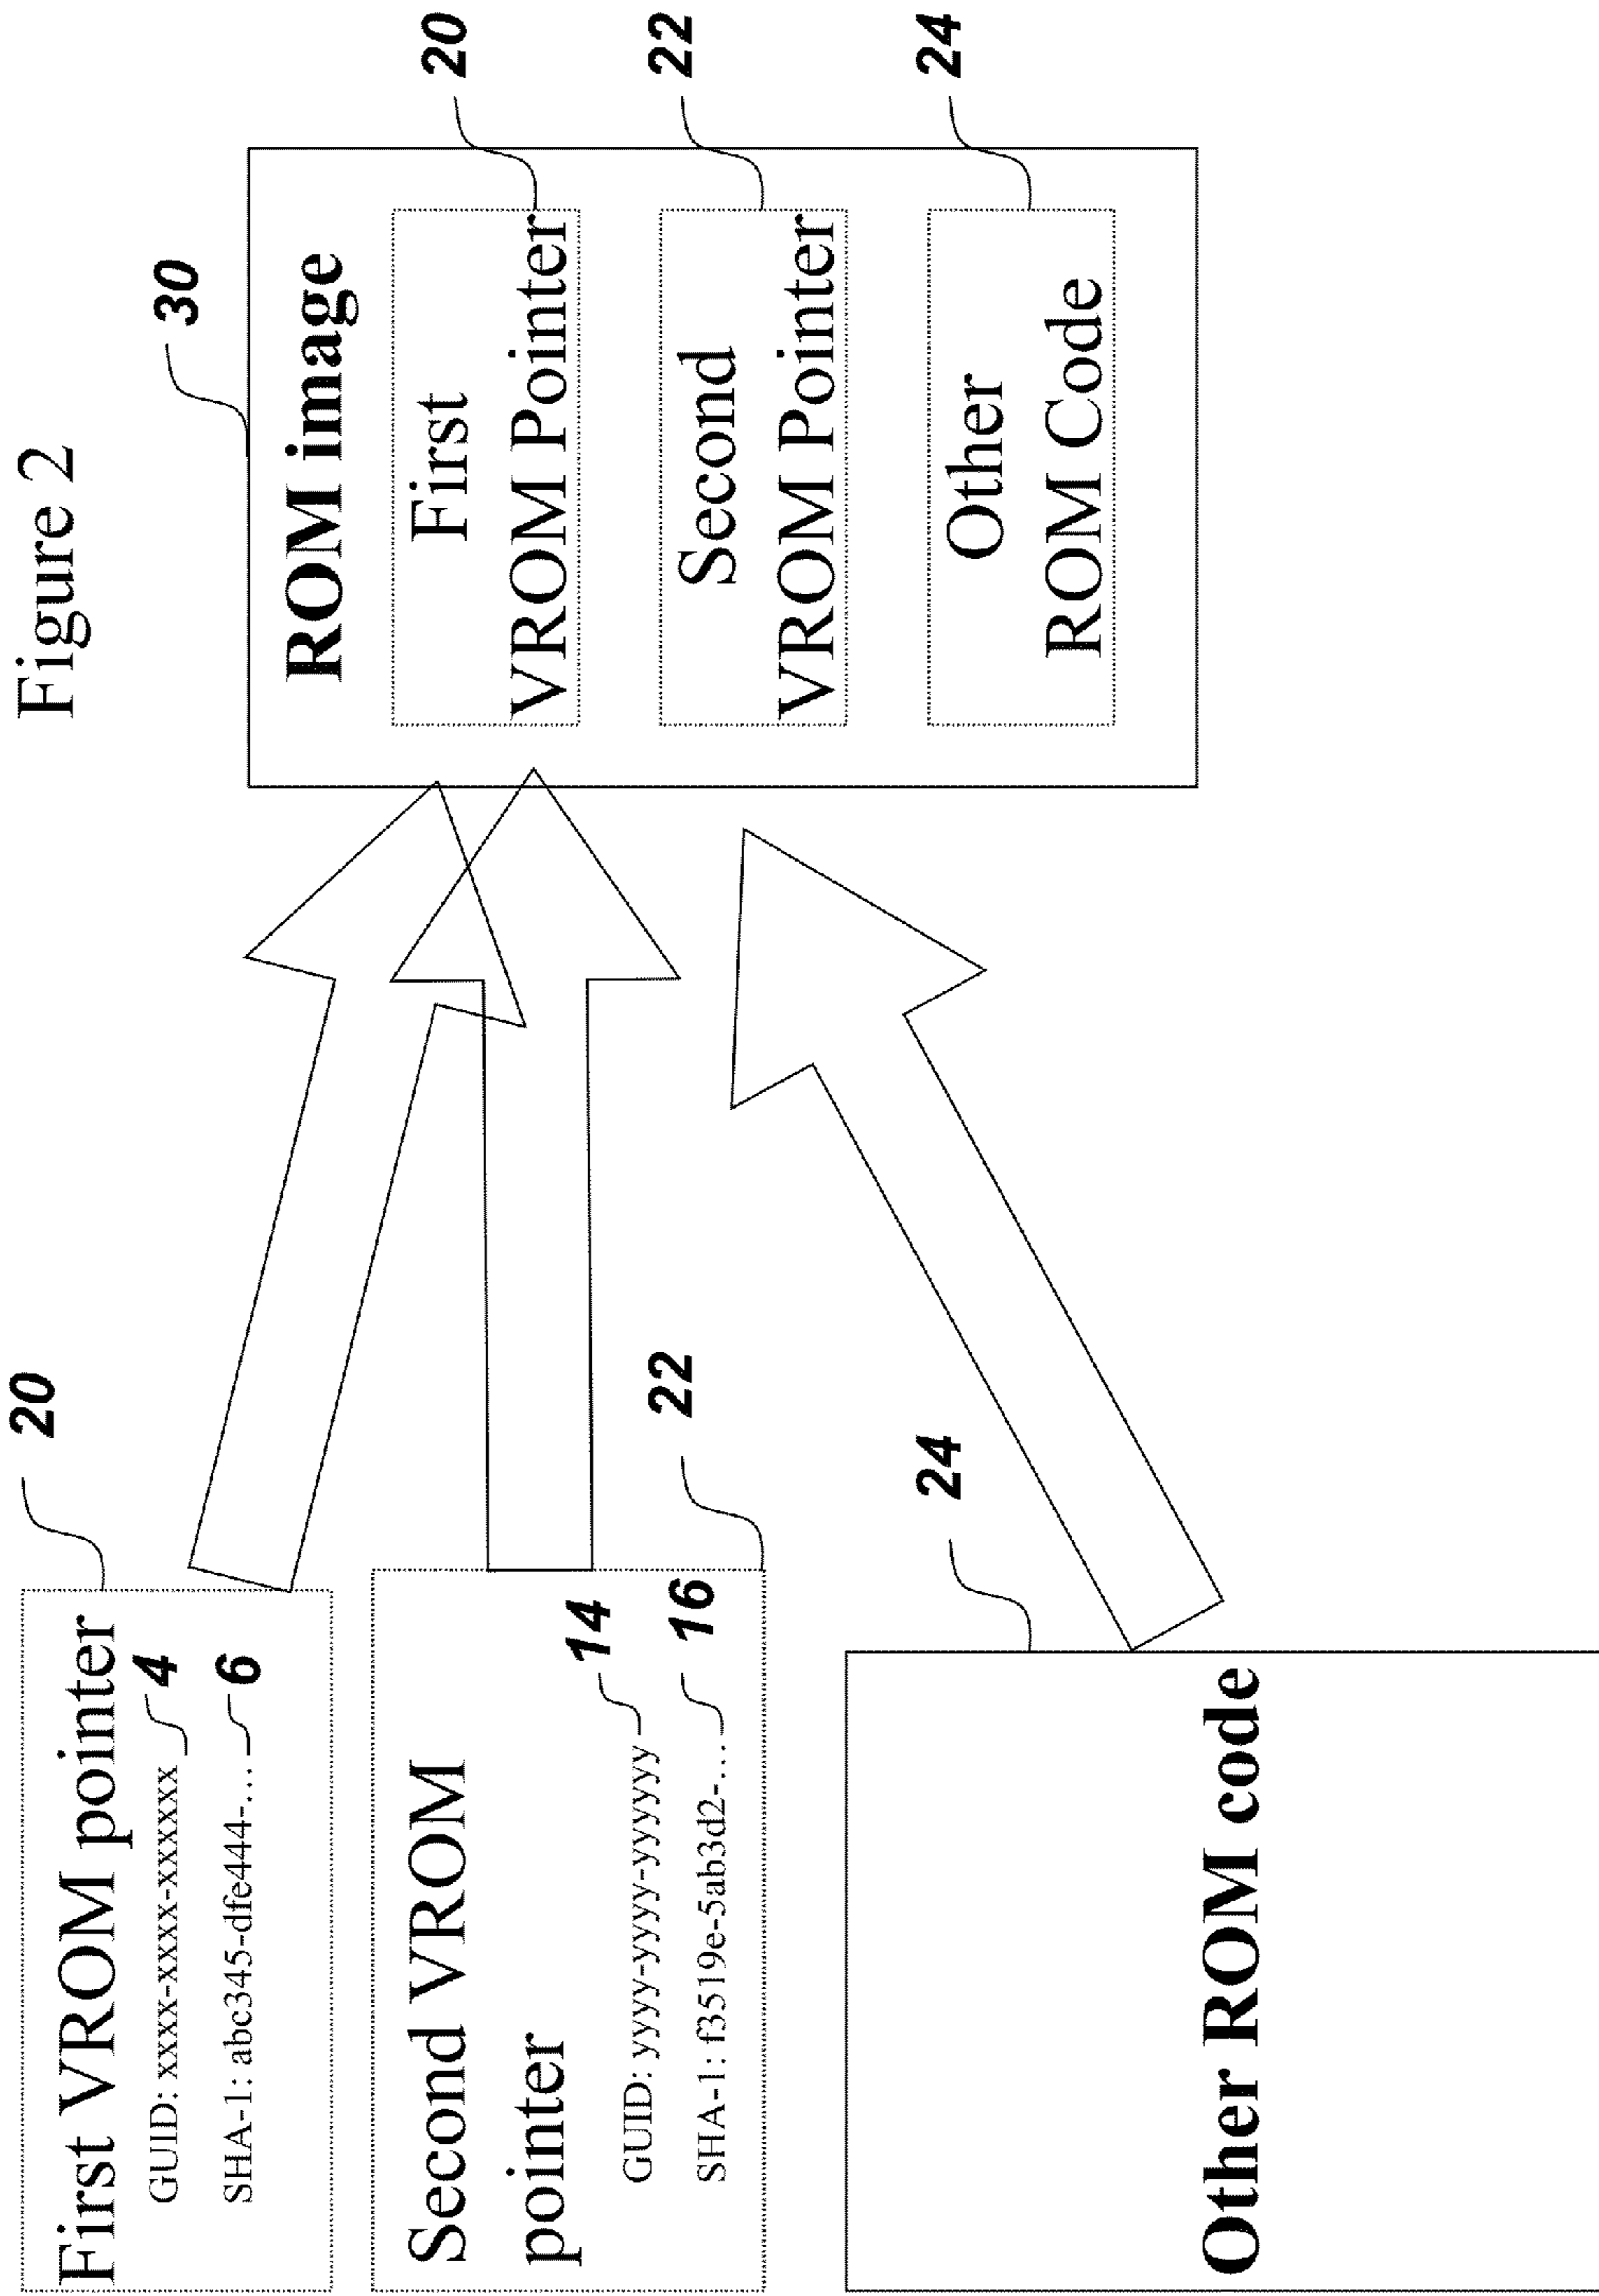 Figure 2
First VROM pointer
20
GUID: xxxx-xxxx-xxxxxx
4
SHA-1: abc345-dfe444-...
6
Second VROM
pointer
22
GUID: yyyy-yyyy-yyyyyy
14
SHA-1: f3519e-5ab3d2-...
16
Other ROM code
24
30
ROM image
First
VROM Pointer
20
Second
VROM Pointer
22
Other
ROM Code
24